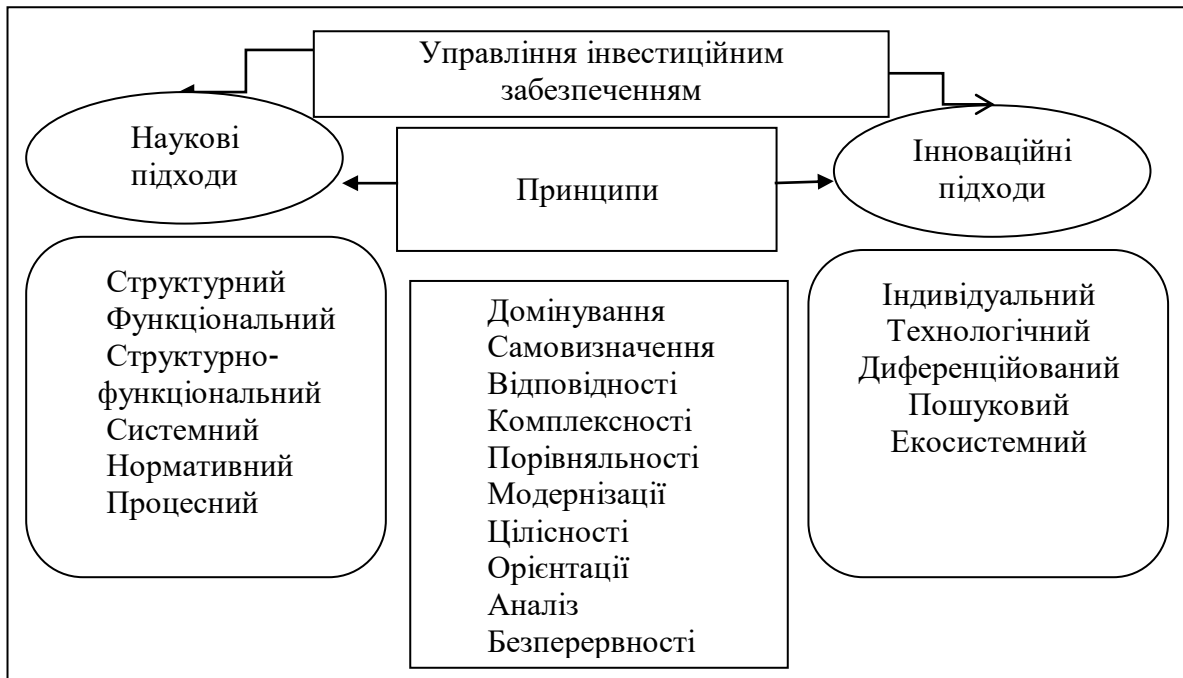 Управління інвестиційним
забезпеченням
Наукові
підходи
Принципи
Інноваційні
підходи
Структурний
Функціональний
Структурно-
функціональний
Системний
Нормативний
Процесний
Домінування
Самовизначення
Відповідності
Комплексності
Порівняльності
Модернізації
Цілісності
Орієнтації
Аналіз
Безперервності
Індивідуальний
Технологічний
Диференційований
Пошуковий
Екосистемний